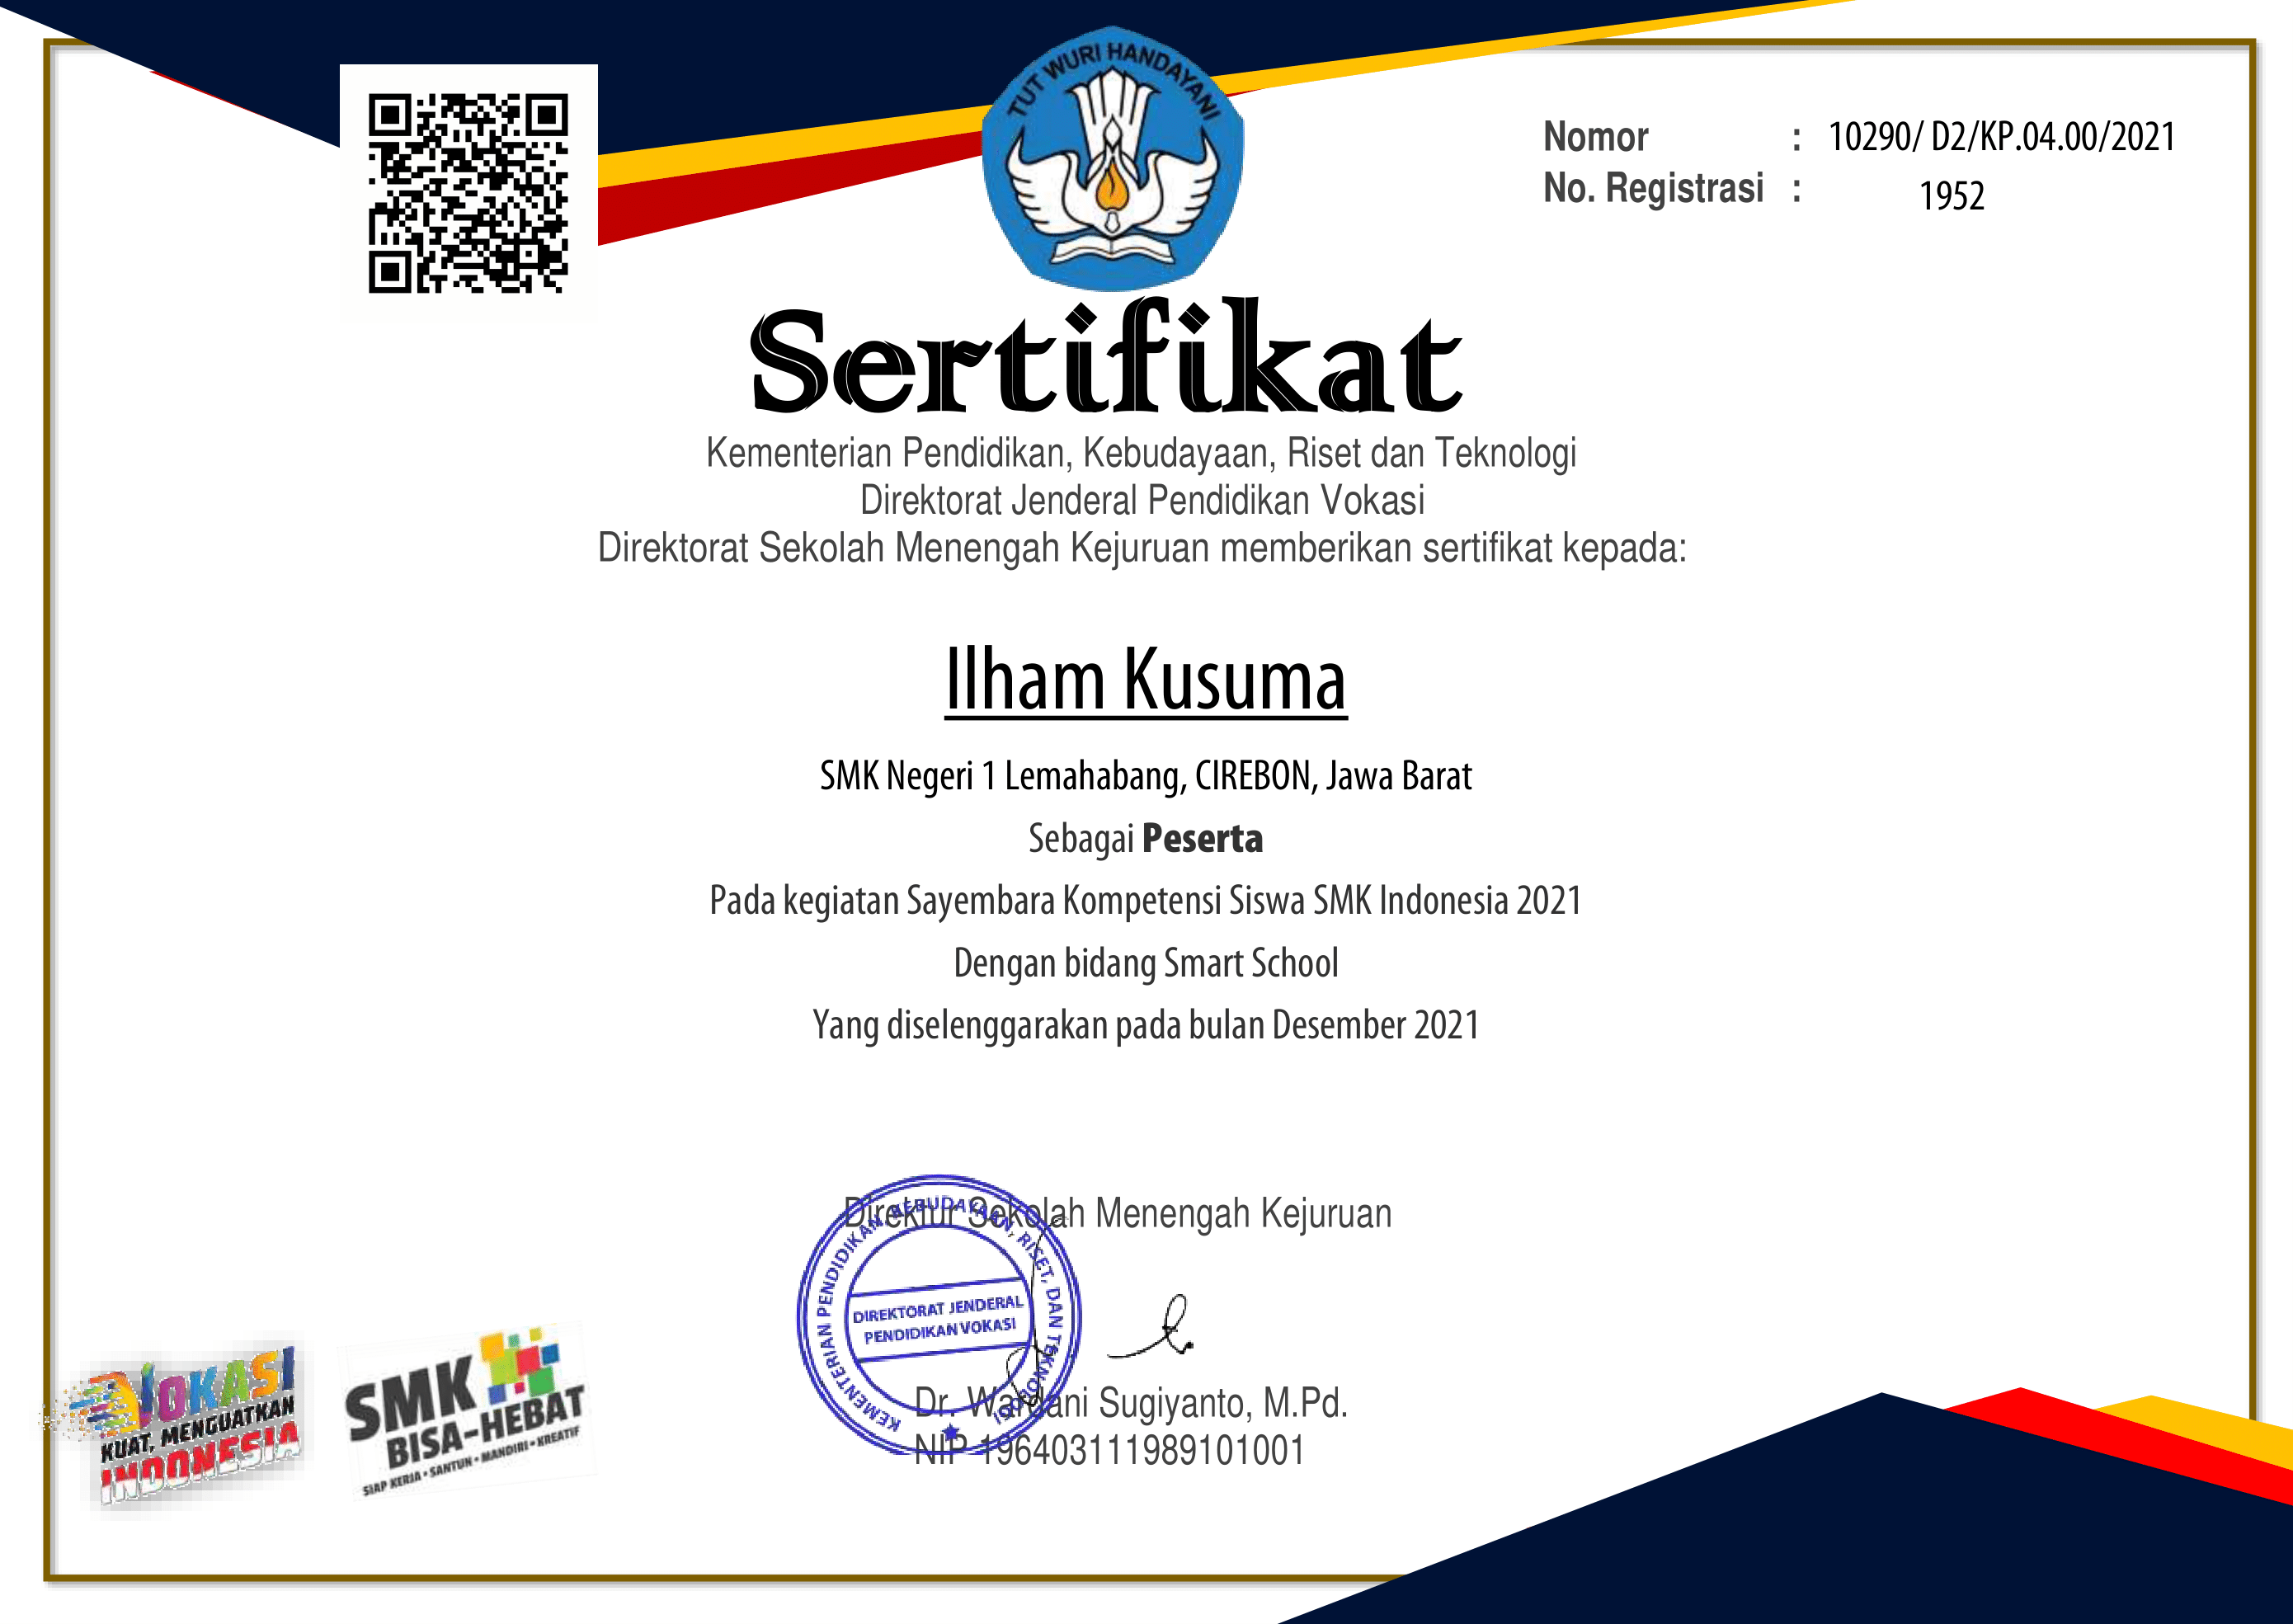 TUT WURI HANDAYANI
Nomor : 10290/ D2/KP.04.00/2021
No. Registrasi : 1952
Sertifikat
Kementerian Pendidikan, Kebudayaan, Riset dan Teknologi
Direktorat Jenderal Pendidikan Vokasi
Direktorat Sekolah Menengah Kejuruan memberikan sertifikat kepada:
Ilham Kusuma
SMK Negeri 1 Lemahabang, CIREBON, Jawa Barat
Sebagai Peserta
Pada kegiatan Sayembara Kompetensi Siswa SMK Indonesia 2021
Dengan bidang Smart School
Yang diselenggarakan pada bulan Desember 2021
Direktur Sekolah Menengah Kejuruan
KEMENTERIAN PENDIDIKAN, KEBUDAYAAN, RISET, DAN TEKNOLOGI
DIREKTORAT JENDERAL
PENDIDIKAN VOKASI
Dr. Wardani Sugiyanto, M.Pd.
NIP 196403111989101001
VOKASI
KUAT, MENGUATKAN
INDONESIA
SMK
BISA-HEBAT
SIAP KERJA • SANTUN • MANDIRI • KREATIF